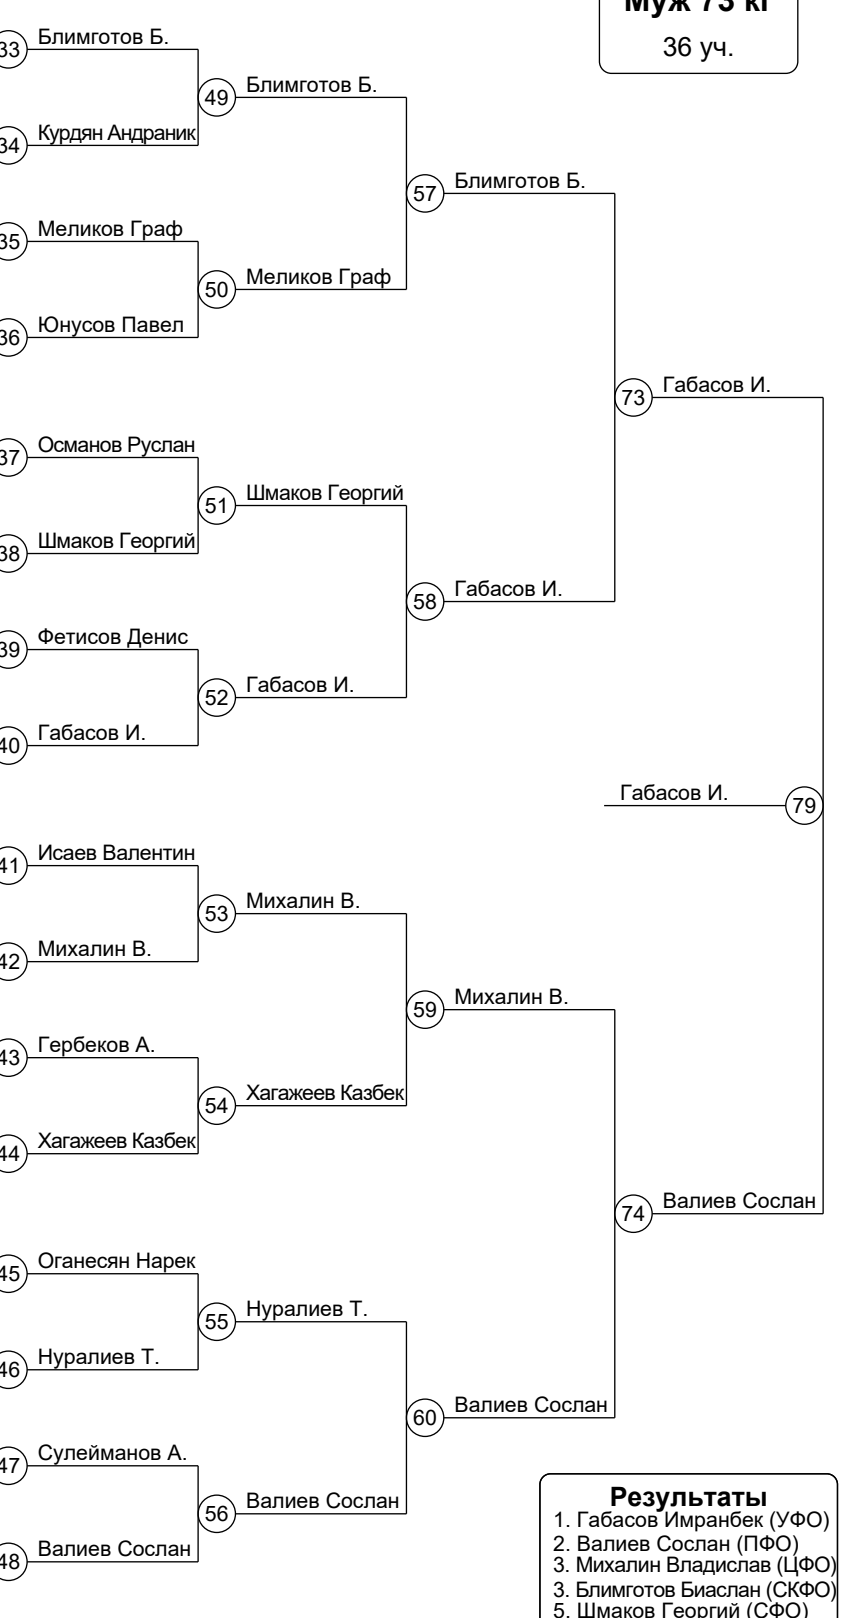 Муж 73 кг
36 уч.
33 Блимготов Б.
49 Блимготов Б.
34 Курдян Андраник
57 Блимготов Б.
35 Меликов Граф
50 Меликов Граф
36 Юнусов Павел
73 Габасов И.
37 Османов Руслан
51 Шмаков Георгий
38 Шмаков Георгий
58 Габасов И.
39 Фетисов Денис
52 Габасов И.
40 Габасов И.
Габасов И. 79
41 Исаев Валентин
53 Михалин В.
42 Михалин В.
59 Михалин В.
43 Гербеков А.
54 Хагажеев Казбек
44 Хагажеев Казбек
74 Валиев Сослан
45 Оганесян Нарек
55 Нуралиев Т.
46 Нуралиев Т.
60 Валиев Сослан
47 Сулейманов А.
56 Валиев Сослан
48 Валиев Сослан
Результаты
1. Габасов Имранбек (УФО)
2. Валиев Сослан (ПФО)
3. Михалин Владислав (ЦФО)
3. Блимготов Биаслан (СКФО)
5. Шмаков Георгий (СФО)